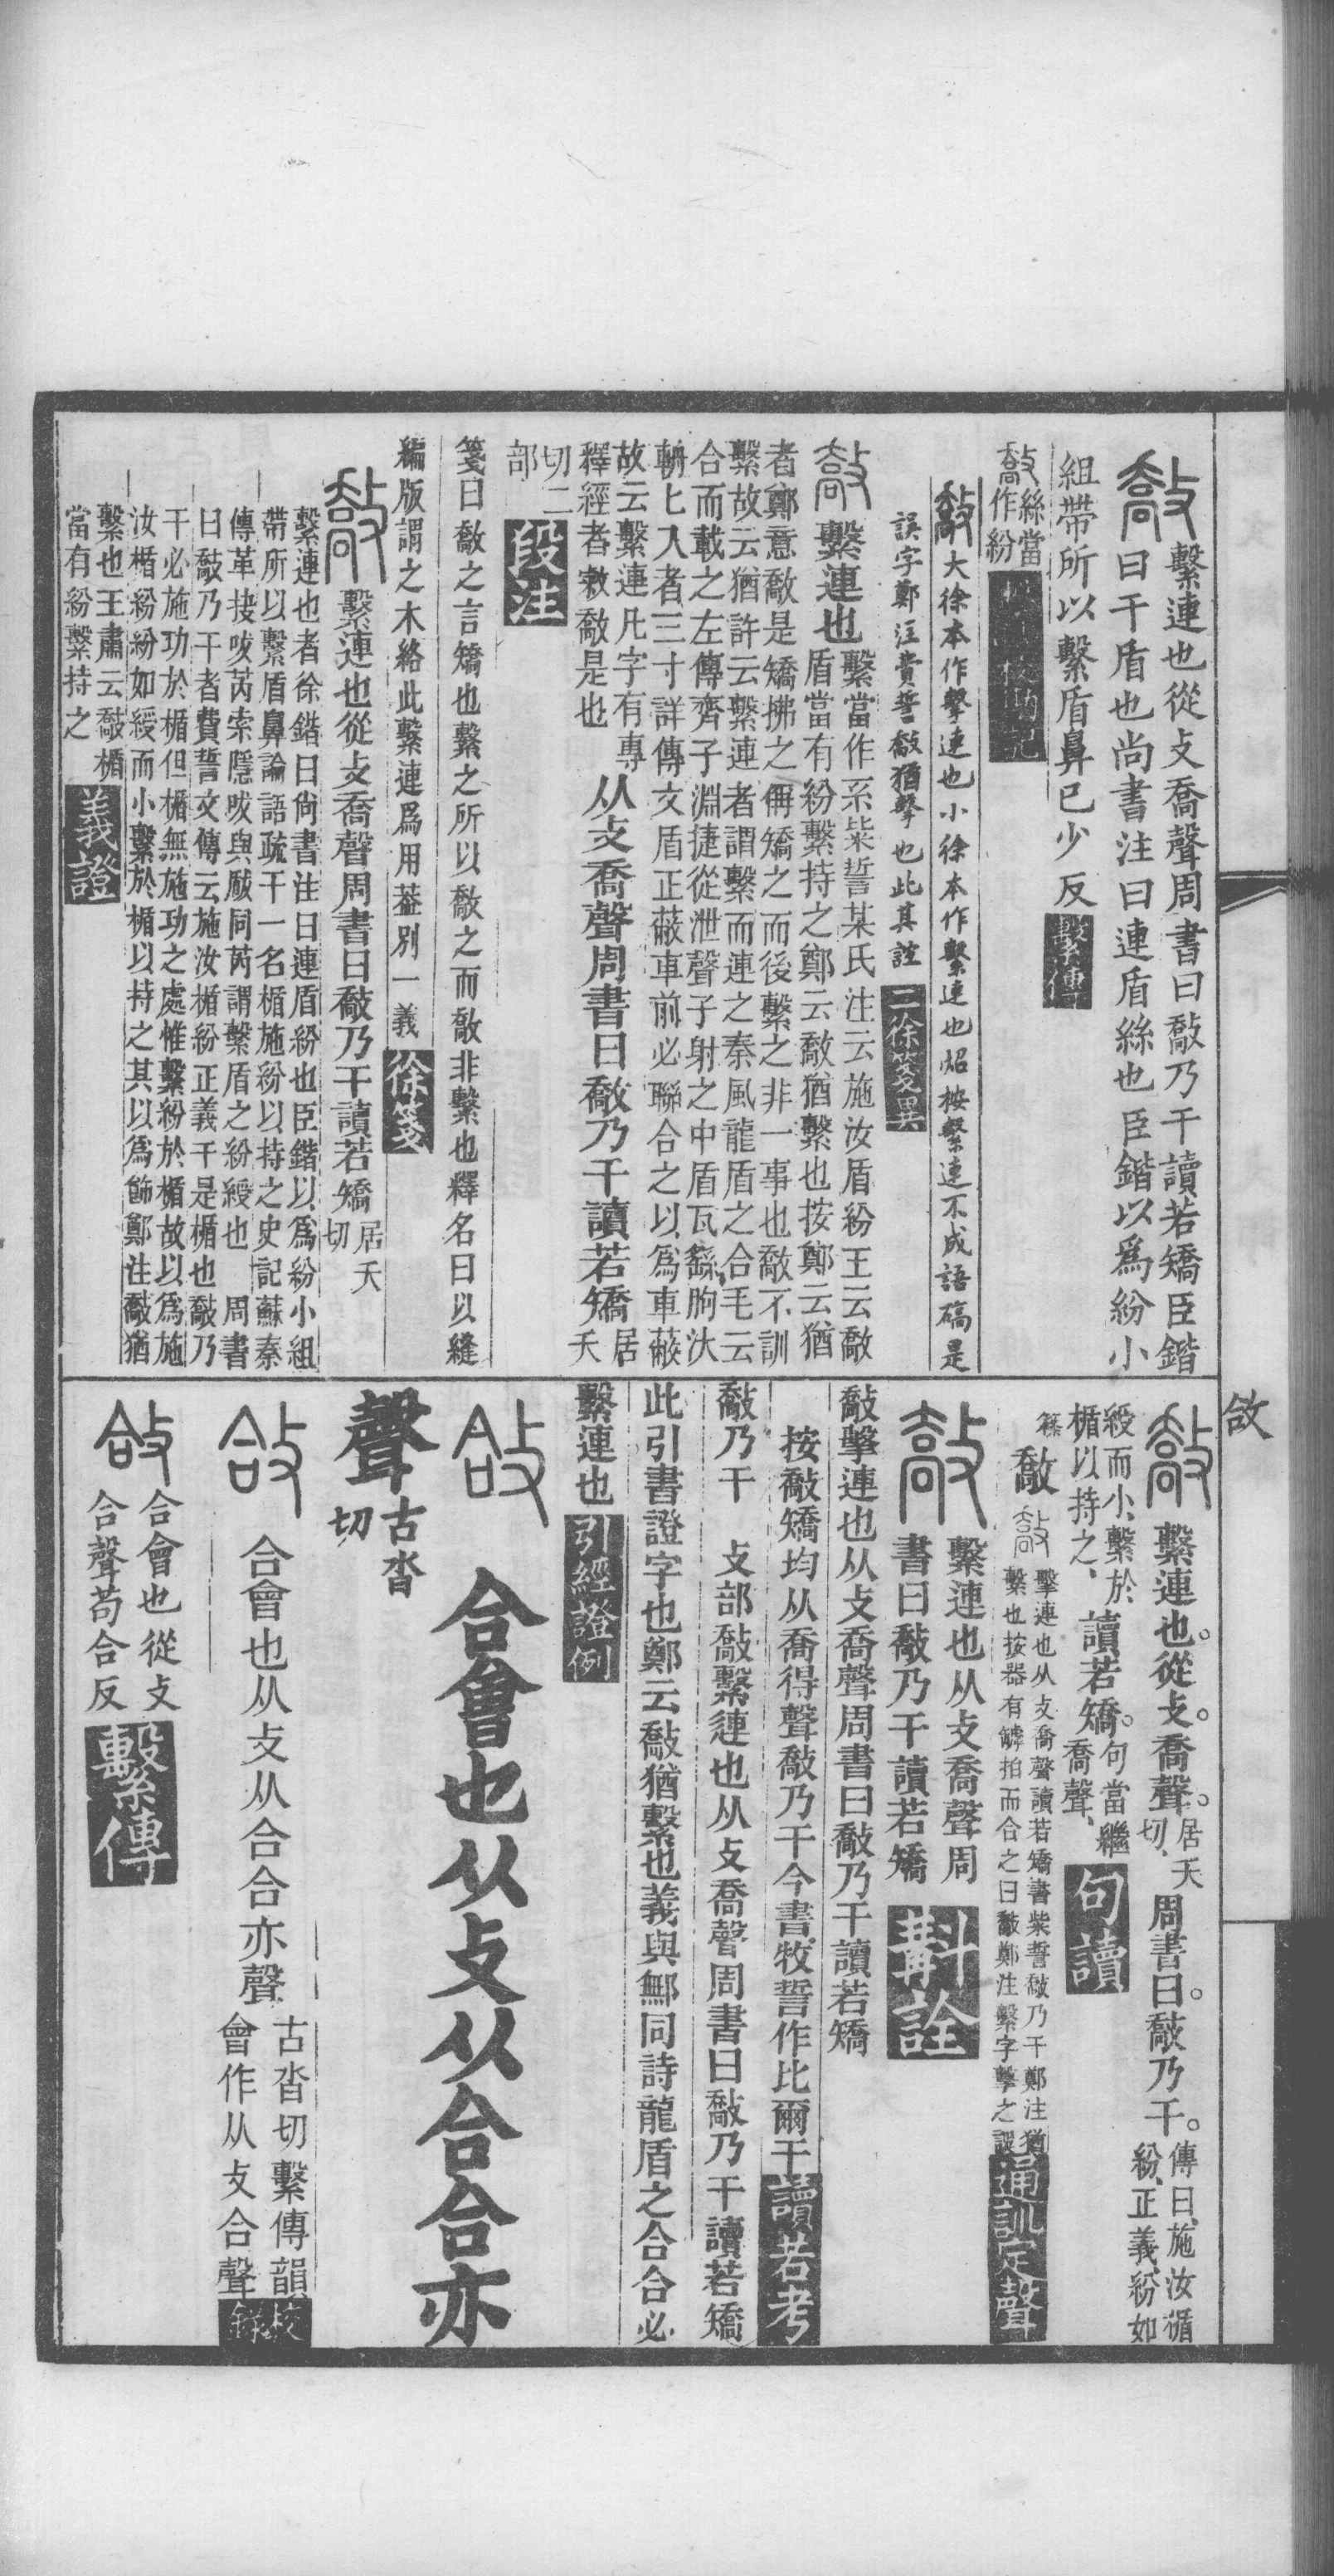 敿
繫連也從攴喬聲周書曰敿乃干讀若矯臣鍇
曰干盾也尚書注曰連盾絲也臣鍇以爲紛小
組帶所以繫盾鼻已少反
繫傳
敿絲當
作紛
校勘記
敿大徐本作擊連也小徐本作繫連也炤按繫連不成語碻是
誤字鄭注費誓敿猶擊也此其證
二徐箋異
敿
繫連也
繫當作系柴誓某氏注云施汝盾紛王云敿
盾當有紛繫持之鄭云敿猶繫也按鄭云猶
者鄭意敿是矯拂之偁矯之而後繫之非一事也敿不訓
繫故云猶許云繫連者謂繫而連之秦風龍盾之合毛云
合而載之左傳齊子淵捷從泄聲子射之中盾瓦繇胊汏
輈匕入者三寸詳傳文盾正蔽車前必聯合之以爲車蔽
故云繫連凡字有專
釋經者敹敿是也
从攴喬聲周書曰敿乃干讀若矯
居
夭
切二
部
段注
箋曰敿之言矯也繫之所以敿之而敿非繫也釋名曰以縫
編版謂之木絡此繫連爲用葢別一義
徐箋
敿
繫連也從攴喬聲周書曰敿乃干讀若矯
居夭
切
繫連也者徐鍇曰尙書注曰連盾紛也臣鍇以爲紛小組
帶所以繫盾鼻論語疏干一名楯施紛以持之史記蘇秦
傳革抉㕹芮索隱㕹與瞂同芮謂繫盾之紛綬也 周書
曰敿乃干者費誓文傳云施汝楯紛正義干是楯也敿乃
干必施功於楯但楯無施功之處惟繫紛於楯故以爲施
汝楯紛紛如綬而小繫於楯以持之其以爲飾鄭注敿猶
繫也王肅云敿楯
當有紛繫持之
義證
敿
敿
繫連也。從攴。喬聲。
居夭
切、
周書曰。敿乃干。
傳曰、施汝楯
紛、正義、紛如
綬而小、繫於
楯以持之、
讀若矯。
句當繼
喬聲、
句讀
篆
敿
繫連也从攴喬聲讀若矯書柴誓敿乃干鄭注猶
繫也按器有罅拍而合之曰敿鄭注繫字擊之。誤
通訓定聲
敿
繫連也从攴喬聲周
書曰敿乃干讀若矯
斠詮
敿擊連也从攴喬聲周書曰敿乃干讀若矯
按敿矯均从喬得聲敿乃干今書牧誓作比爾干
讀若考
敿乃干 攴部敿繫連也从攴喬聲周書曰敿乃干讀若矯
此引書證字也鄭云敿猶繫也義與鄦同詩龍盾之合合必
繫連也
引經證例
敆
合會也从攴从合合亦
聲
古沓
切
敆
合會也从攴从合合亦聲
古沓切繫傳韻
會作从攴合聲
校
錄
敆
合會也從攴
合聲苟合反
繫傳